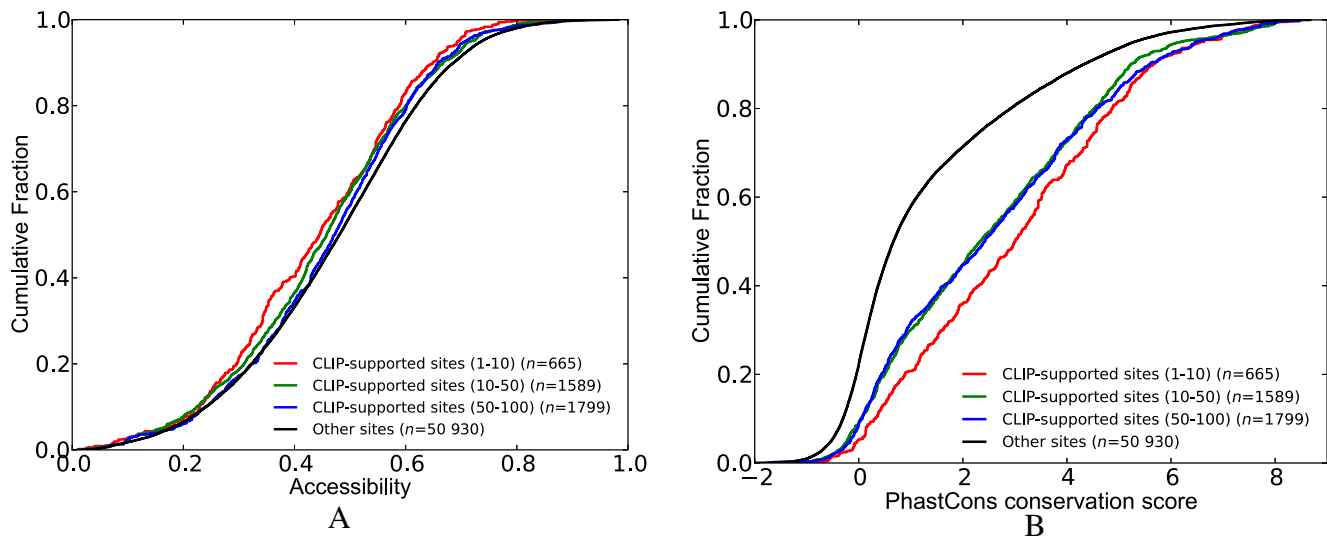 1.0
0.8
0.6
0.4
0.2
0.0
Cumulative Fraction
CLIP-supported sites (1-10) (n=665)
CLIP-supported sites (10-50) (n=1589)
CLIP-supported sites (50-100) (n=1799)
Other sites (n=50 930)
0.0 0.2 0.4 0.6 0.8 1.0
Accessibility
A
1.0
0.8
0.6
0.4
0.2
0.0
Cumulative Fraction
CLIP-supported sites (1-10) (n=665)
CLIP-supported sites (10-50) (n=1589)
CLIP-supported sites (50-100) (n=1799)
Other sites (n=50 930)
−2 0 2 4 6 8
PhastCons conservation score
B